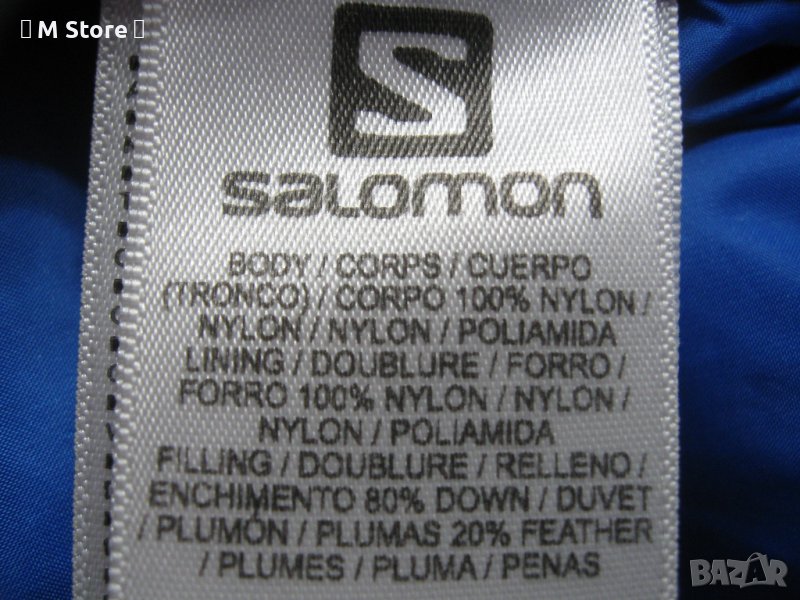 M Store
S
SALOMON
BODY / CORPS / CUERPO
(TRONCO) / CORPO 100% NYLON /
NYLON / NYLON / POLIAMIDA
LINING / DOUBLURE / FORRO /
FORRO 100% NYLON / NYLON /
NYLON / POLIAMIDA
FILLING / DOUBLURE / RELLENO /
ENCHIMENTO 80% DOWN / DUVET
/ PLUMÓN / PLUMAS 20% FEATHER
/ PLUMES / PLUMA / PENAS
BAZAR